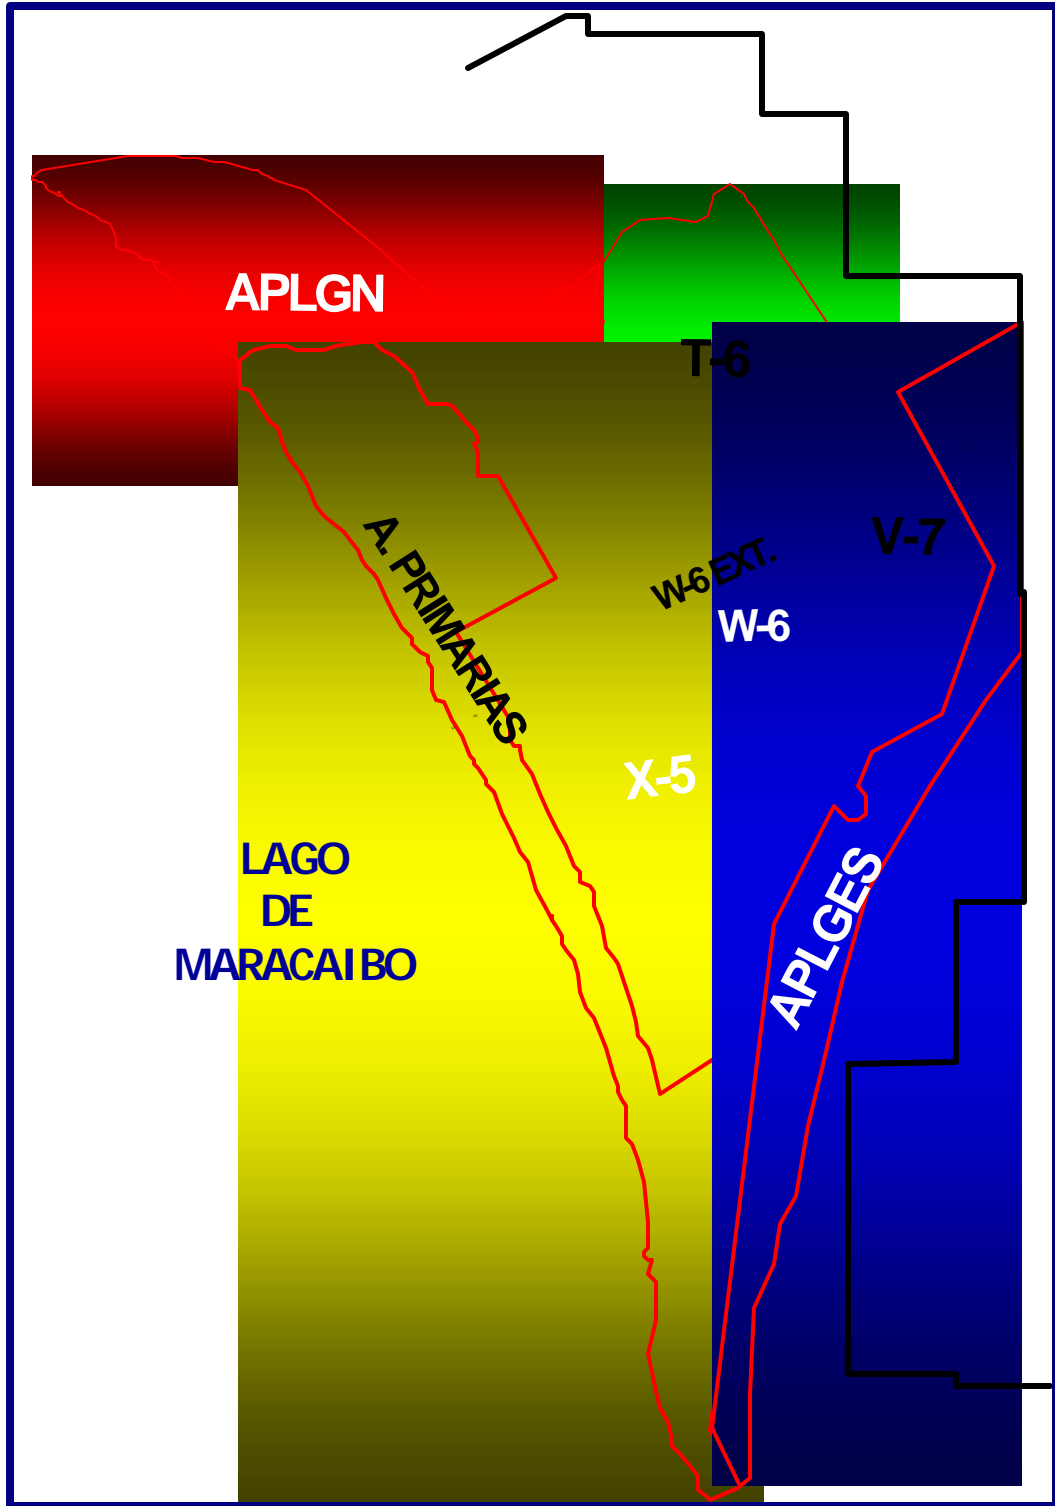 APLGN
T-6
A. PRIMARIAS
V-7
W-6 EXT.
W-6
X-5
LAGO
DE
MARACAIBO
APLGES